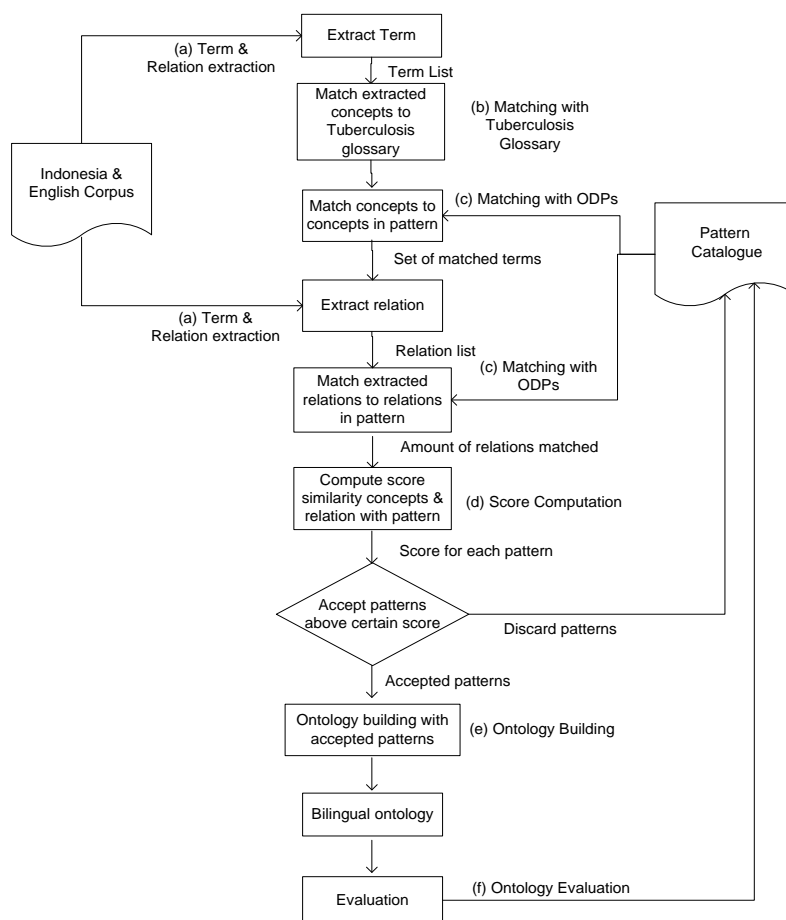 Extract Term
(a) Term &
Relation extraction
Term List
Match extracted
concepts to
Tuberculosis
glossary
(b) Matching with
Tuberculosis
Glossary
Indonesia &
English Corpus
Match concepts to
concepts in pattern
(c) Matching with ODPs
Pattern
Catalogue
Set of matched terms
Extract relation
(a) Term &
Relation extraction
Relation list
(c) Matching with
ODPs
Match extracted
relations to relations
in pattern
Amount of relations matched
Compute score
similarity concepts &
relation with pattern
(d) Score Computation
Score for each pattern
Accept patterns
above certain score
Discard patterns
Accepted patterns
Ontology building with
accepted patterns
(e) Ontology Building
Bilingual ontology
Evaluation
(f) Ontology Evaluation